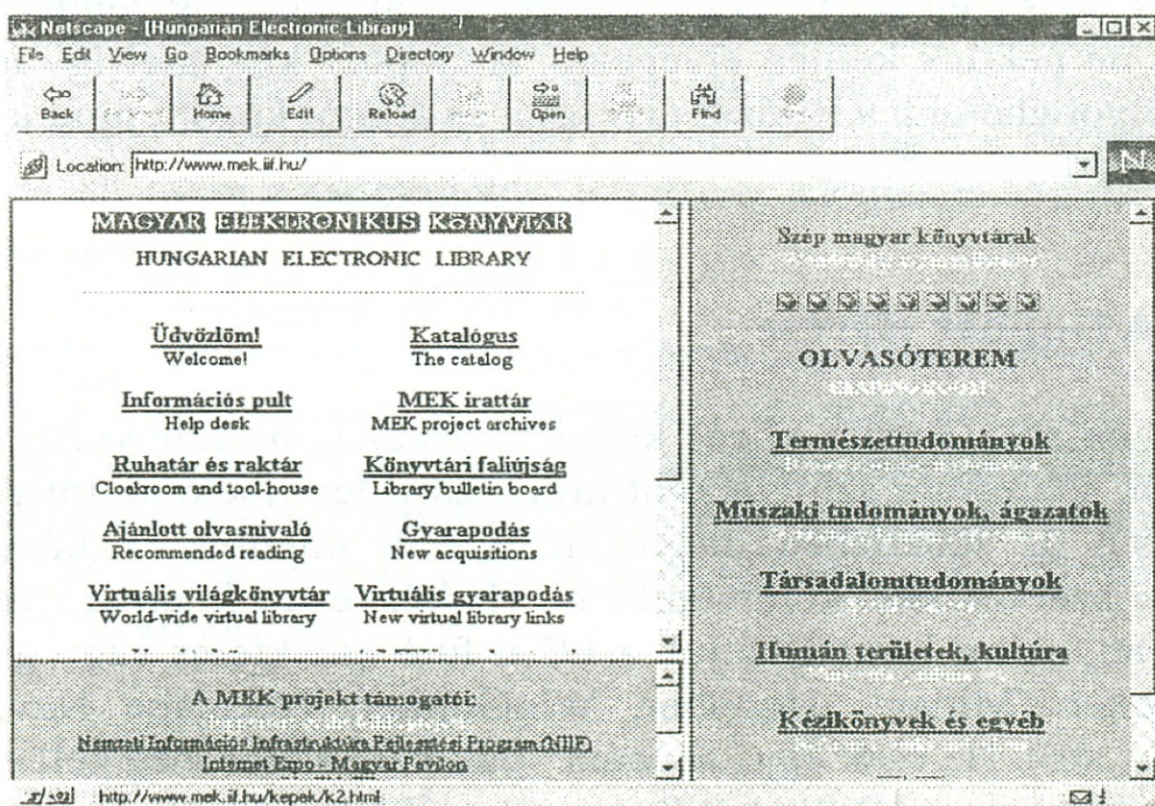 Netscape - [Hungarian Electronic Library]
File Edit View Go Bookmarks Options Directory Window Help
Back Home Edit Reload Open Find
Location: http://www.mek.iif.hu/
MAGYAR ELEKTRONIKUS KÖNYVTÁR
HUNGARIAN ELECTRONIC LIBRARY
Üdvözlöm! Katalógus
Welcome! The catalog
Információs pult MEK irattár
Help desk MEK project archives
Ruhatár és raktár Könyvtári faliújság
Cloakroom and tool-house Library bulletin board
Ajánlott olvasnivaló Gyarapodás
Recommended reading New acquisitions
Virtuális világkönyvtár Virtuális gyarapodás
World-wide virtual library New virtual library links
A MEK projekt támogatói:
Nemzeti Információs Infrastruktúra Fejlesztési Program (NIIF)
Internet Expo - Magyar Pavilon
Szép magyar könyvtárak
OLVASÓTEREM
READING ROOM
Természettudományok
Műszaki tudományok, ágazatok
Társadalomtudományok
Humán területek, kultúra
Kézikönyvek és egyéb
http://www.mek.iif.hu/kepek/k2.html